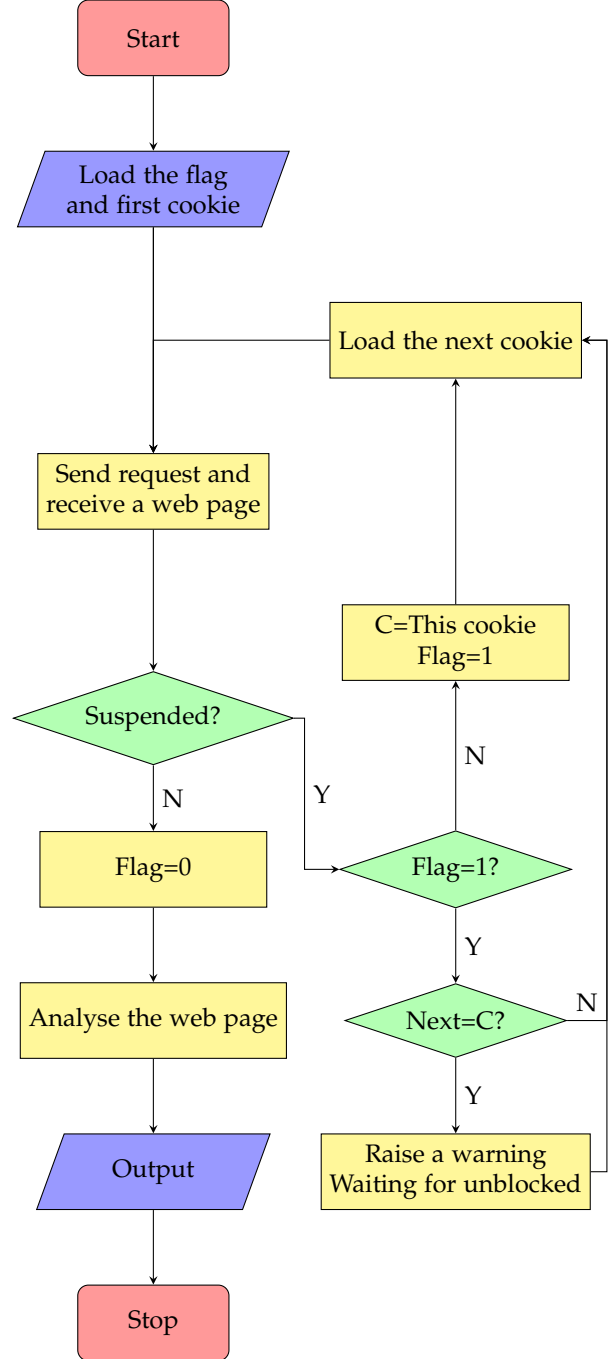 Start
Load the flag
and first cookie
Load the next cookie
Send request and
receive a web page
C=This cookie
Flag=1
Suspended?
N
Y
N
Flag=0
Flag=1?
Y
Analyse the web page
Next=C?
N
Y
Output
Raise a warning
Waiting for unblocked
Stop